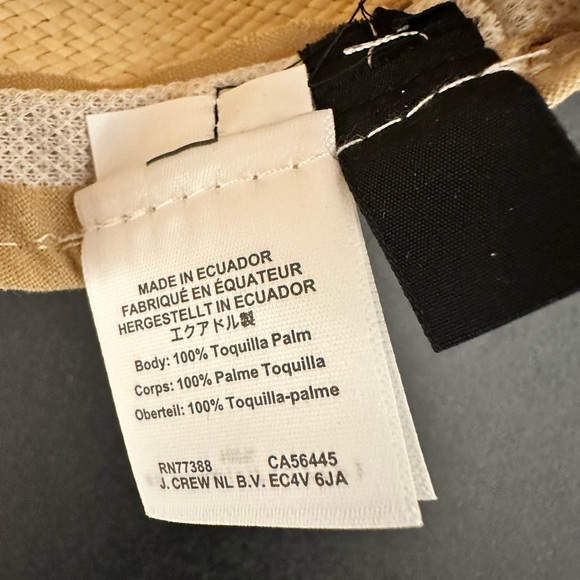 MADE IN ECUADOR
FABRIQUÉ EN ÉQUATEUR
HERGESTELLT IN ECUADOR
エクアドル製
Body: 100% Toquilla Palm
Corps: 100% Palme Toquilla
Oberteil: 100% Toquilla-palme
RN77388 CA56445
J. CREW NL B.V. EC4V 6JA